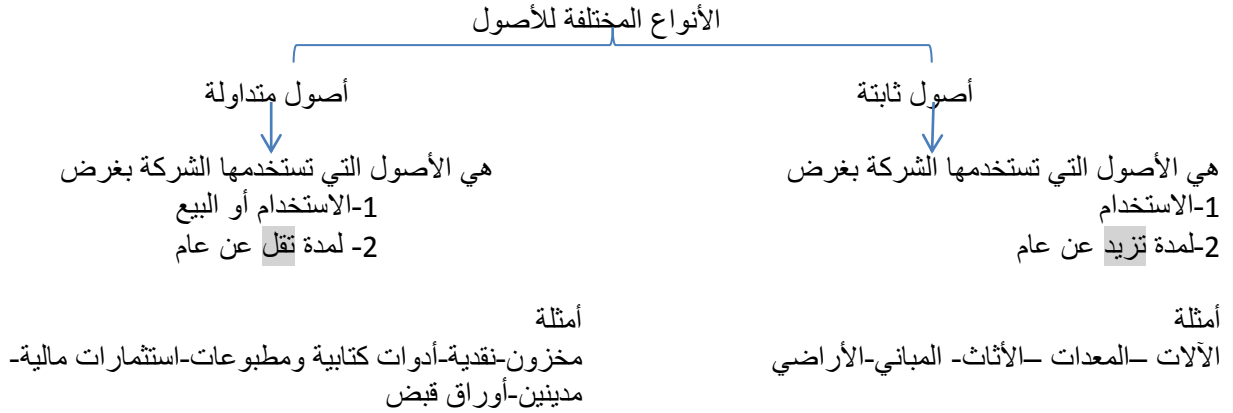 الأنواع المختلفة للأصول
أصول ثابتة
هي الأصول التي تستخدمها الشركة بغرض
1-الاستخدام
2-لمدة تزيد عن عام
أمثلة
الآلات –المعدات –الأثاث- المباني-الأراضي
أصول متداولة
هي الأصول التي تستخدمها الشركة بغرض
1-الاستخدام أو البيع
2- لمدة تقل عن عام
أمثلة
مخزون-نقدية-أدوات كتابية ومطبوعات-استثمارات مالية-
مدينين-أوراق قبض